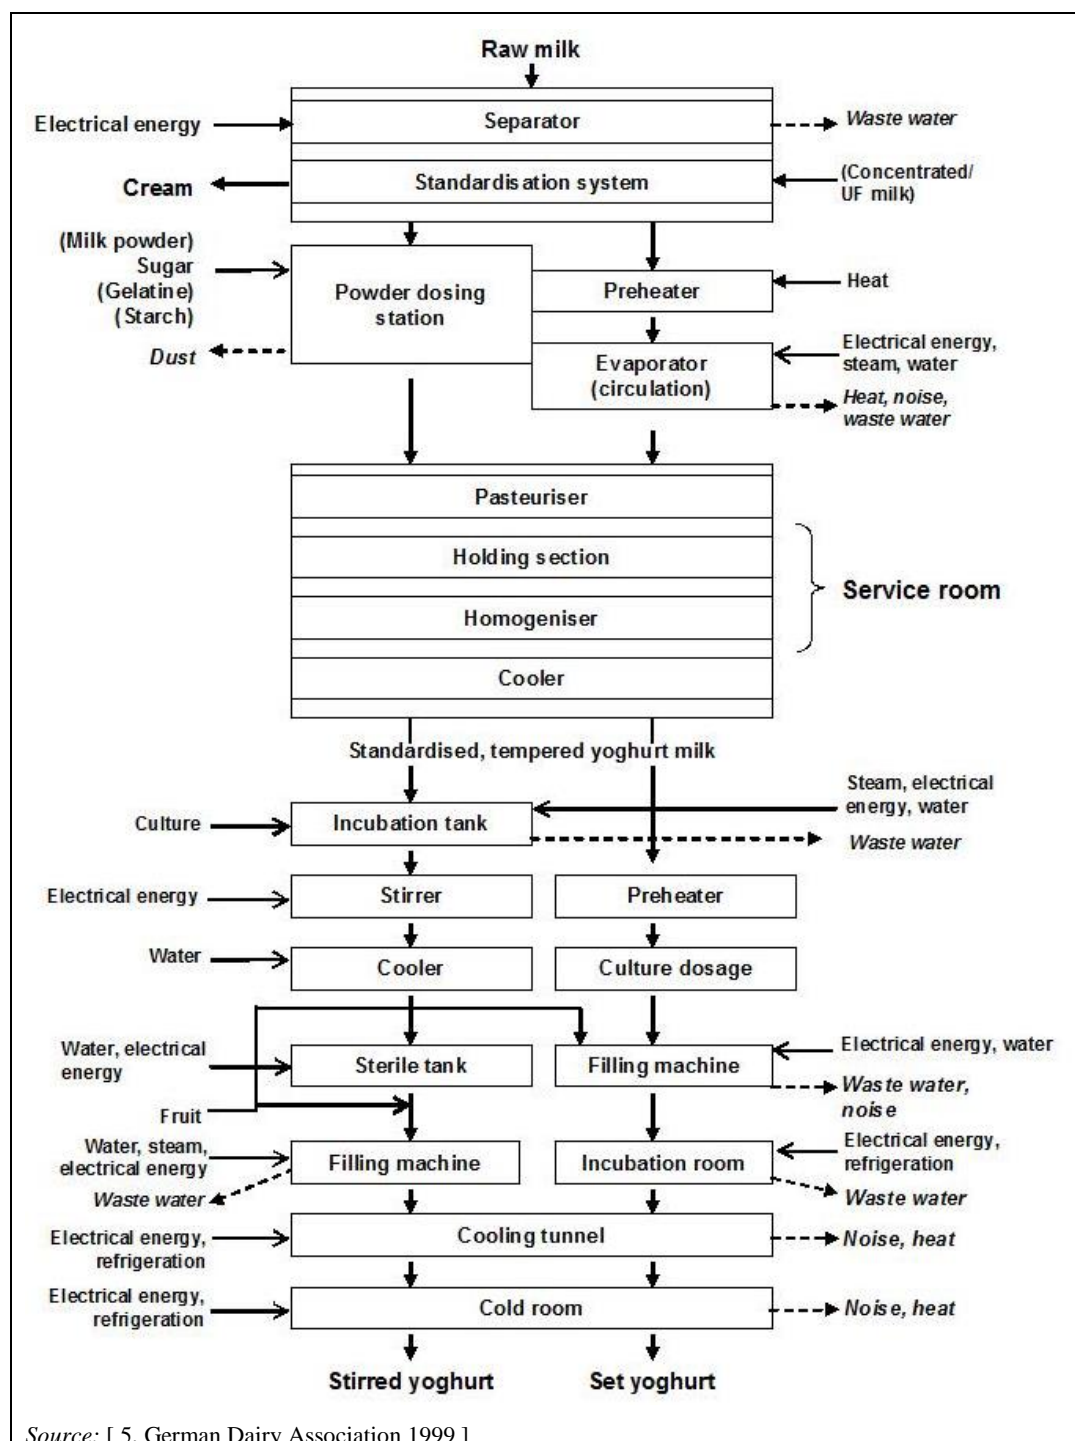 Raw milk
Electrical energy
Separator
Waste water
Cream
Standardisation system
(Concentrated/
UF milk)
(Milk powder)
Sugar
(Gelatine)
(Starch)
Powder dosing
station
Preheater
Heat
Dust
Evaporator
(circulation)
Electrical energy,
steam, water
Heat, noise,
waste water
Pasteuriser
Holding section
Homogeniser
Service room
Cooler
Standardised, tempered yoghurt milk
Culture
Incubation tank
Steam, electrical
energy, water
Waste water
Electrical energy
Stirrer
Preheater
Water
Cooler
Culture dosage
Water, electrical
energy
Sterile tank
Filling machine
Electrical energy, water
Waste water,
noise
Fruit
Water, steam,
electrical energy
Filling machine
Incubation room
Electrical energy,
refrigeration
Waste water
Waste water
Electrical energy,
refrigeration
Cooling tunnel
Noise, heat
Electrical energy,
refrigeration
Cold room
Noise, heat
Stirred yoghurt
Set yoghurt
Source: [ 5, German Dairy Association 1999 ]